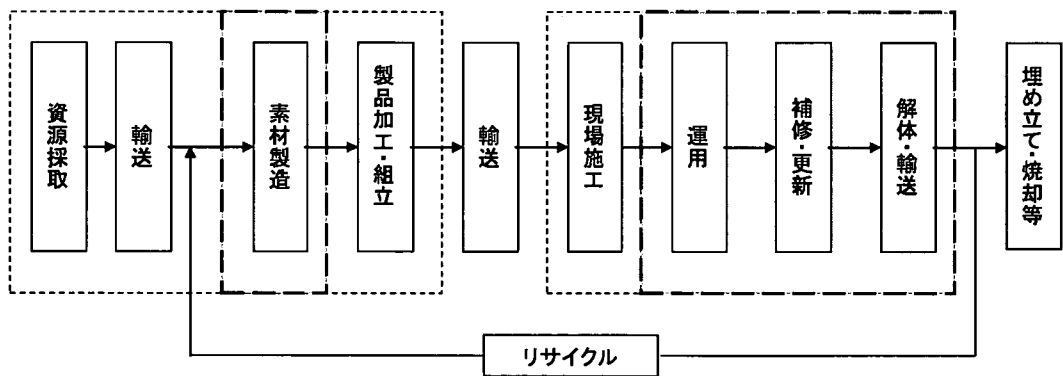 資源採取
輸送
素材製造
製品加工・組立
輸送
現場施工
運用
補修・更新
解体・輸送
埋め立て・焼却等
リサイクル